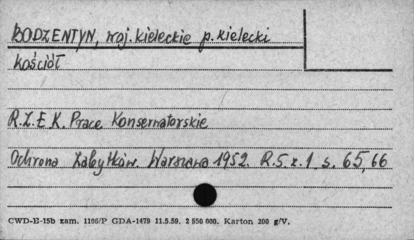 BODZENTYN, woj. kieleckie p. kielecki
kościół
R.Z. E K. Prace Konserwatorskie
Ochrona Zabytków. Warszawa 1952. R.5. z.1. s. 65,66
CWD-E-15b zam. 1166/P GDA-1479 11.5.59. 2 550 000. Karton 200 g/V.